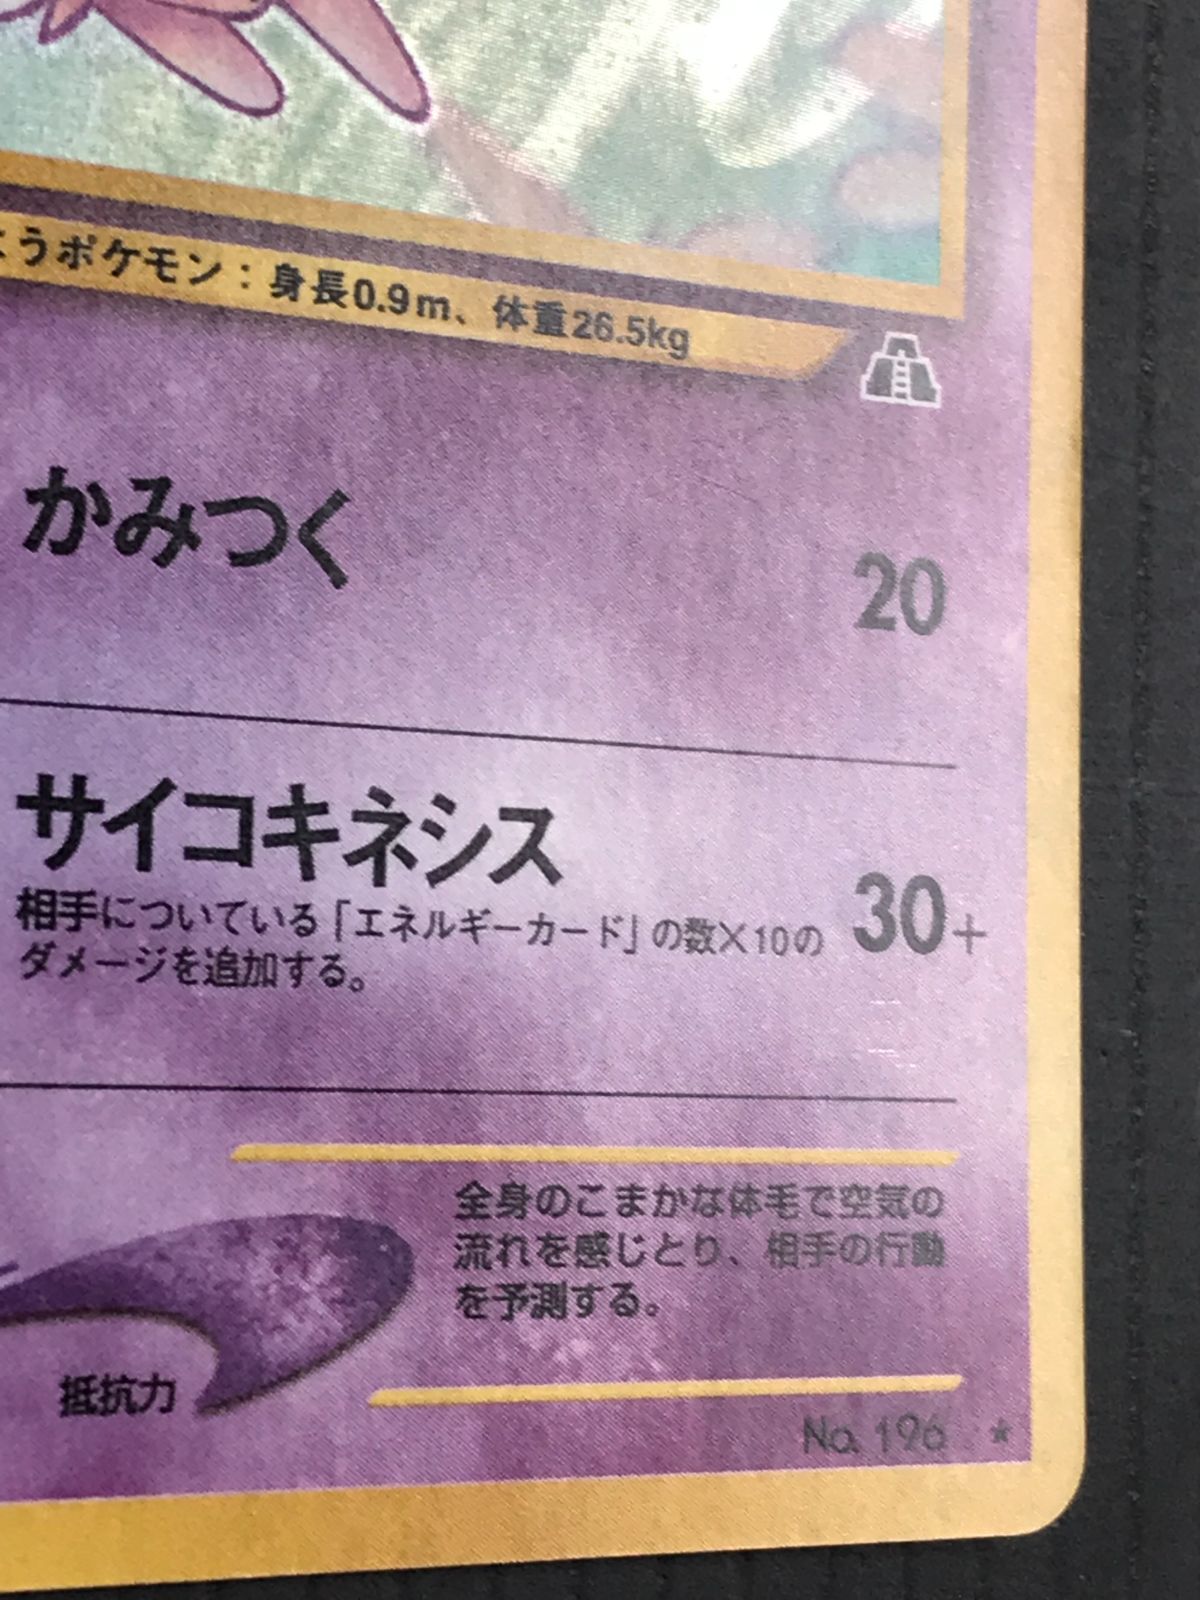 うポケモン：身長0.9m、体重26.5kg
かみつく
20
サイコキネシス
30+
相手についている「エネルギーカード」の数×10の
ダメージを追加する。
全身のこまかな体毛で空気の
流れを感じとり、相手の行動
を予測する。
抵抗力
No. 196 ★